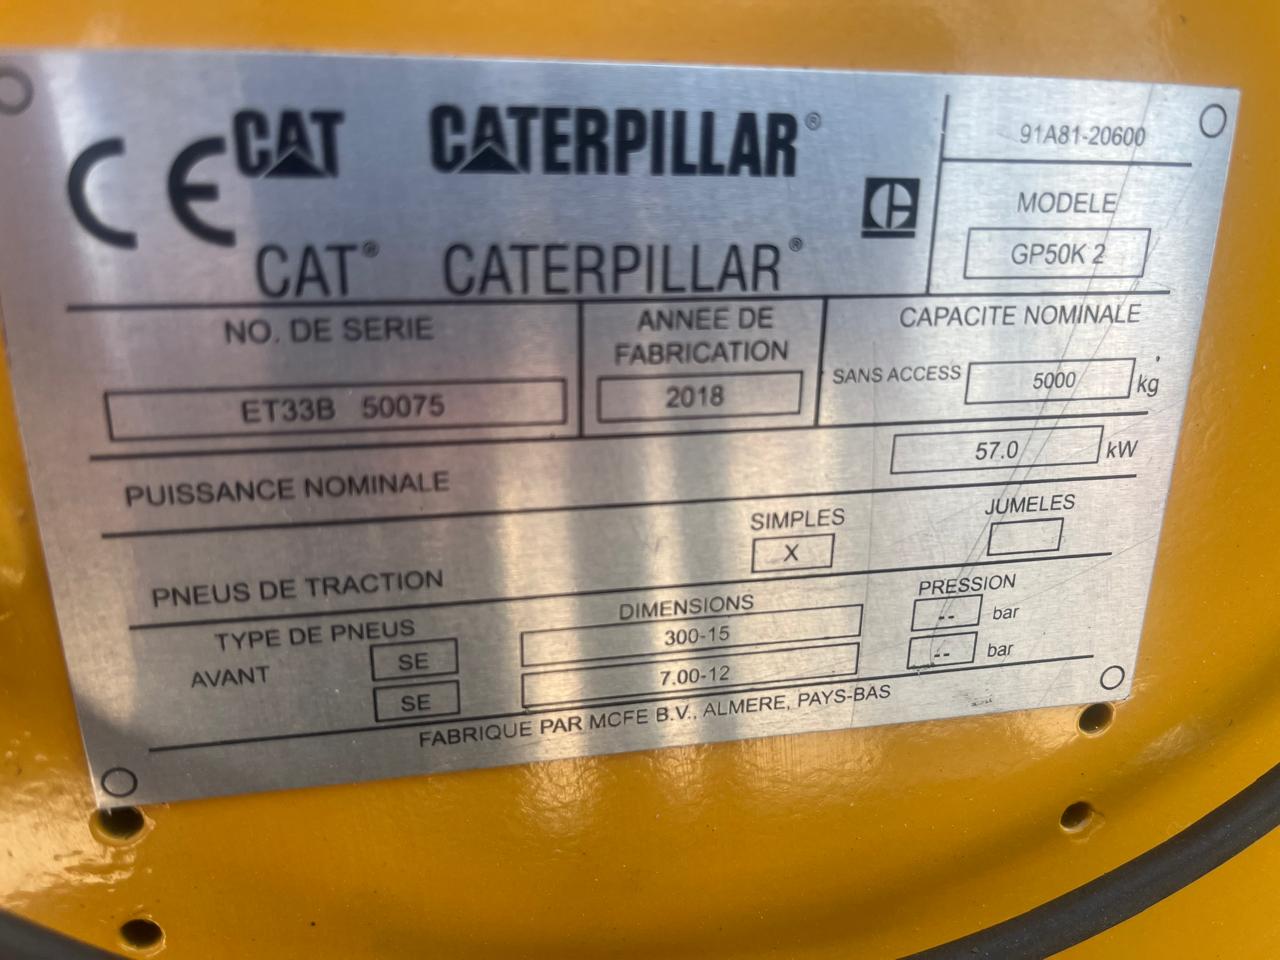 CE CAT CATERPILLAR®
CAT® CATERPILLAR®
91A81-20600
MODELE
GP50K 2
NO. DE SERIE
ET33B 50075
ANNEE DE
FABRICATION
2018
CAPACITE NOMINALE
SANS ACCESS 5000 kg
PUISSANCE NOMINALE 57.0 kW
PNEUS DE TRACTION SIMPLES X JUMELES
TYPE DE PNEUS DIMENSIONS PRESSION
AVANT SE 300-15 -- bar
SE 7.00-12 -- bar
FABRIQUE PAR MCFE B.V., ALMERE, PAYS-BAS